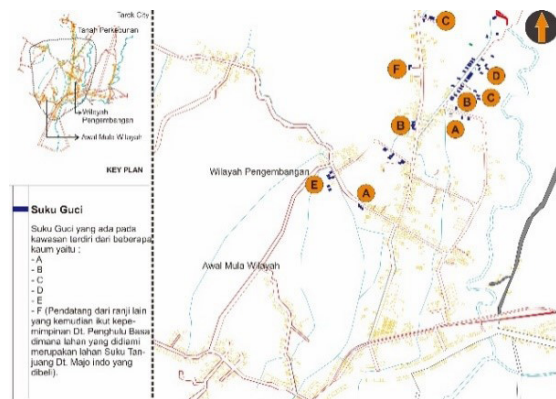 Tarok City
Tanah Perkebunan
Wilayah
Pengembangan
Awal Mula Wilayah
KEY PLAN
Suku Guci
Suku Guci yang ada pada
kawasan terdiri dari beberapa
kaum yaitu :
- A
- B
- C
- D
- E
- F (Pendatang dari ranji lain
yang kemudian ikut kepe-
mimpinan Dt. Penghulu Basa
dimana lahan yang didiami
merupakan lahan Suku Tan-
juang Dt. Majo indo yang
dibeli).
C
F
D
B
C
B
A
Wilayah Pengembangan
E
A
Awal Mula Wilayah